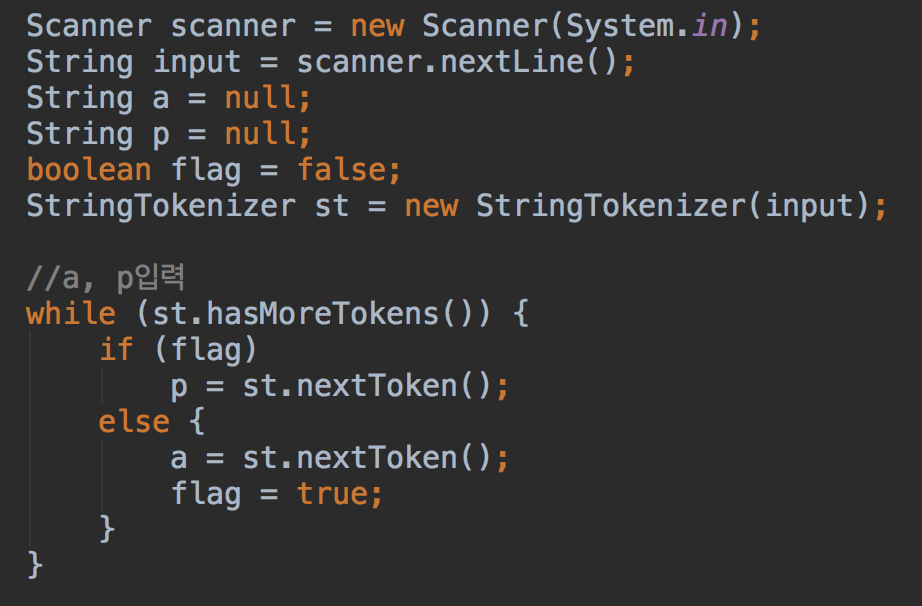 Scanner scanner = new Scanner(System.in);
String input = scanner.nextLine();
String a = null;
String p = null;
boolean flag = false;
StringTokenizer st = new StringTokenizer(input);

//a, p입력
while (st.hasMoreTokens()) {
    if (flag)
        p = st.nextToken();
    else {
        a = st.nextToken();
        flag = true;
    }
}